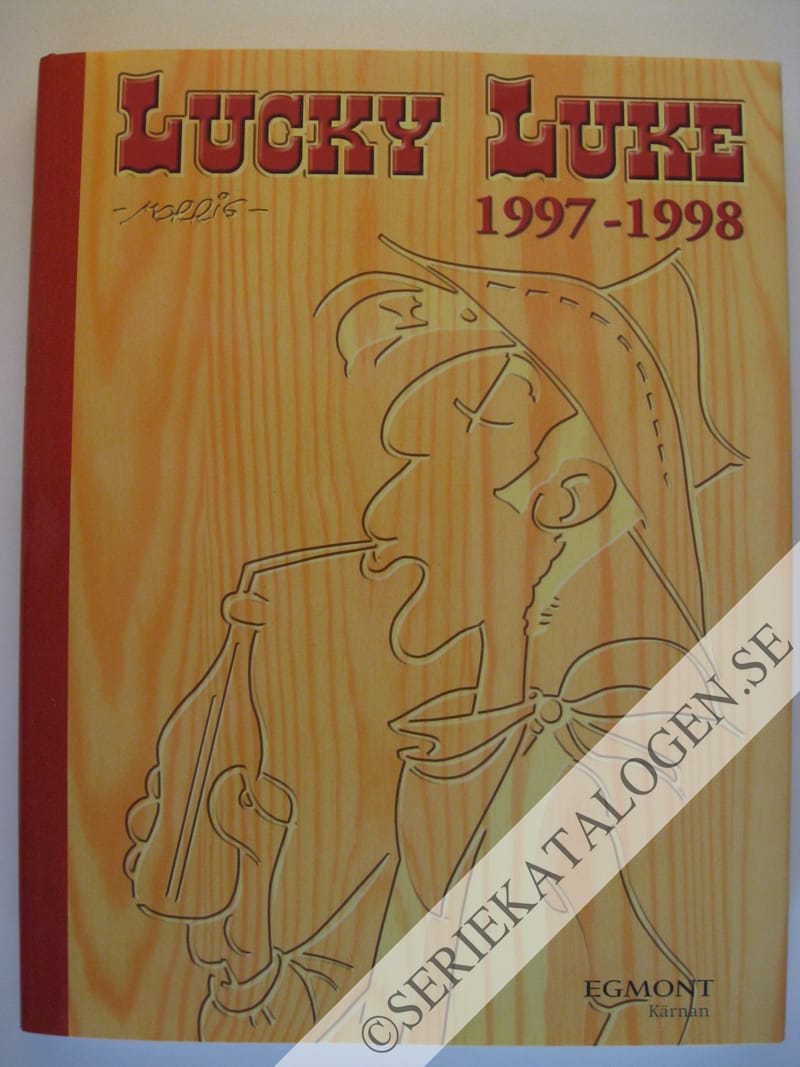 LUCKY LUKE
-MORRIS-
1997-1998
©SERIEKATALOGEN.SE
EGMONT
Kärnan